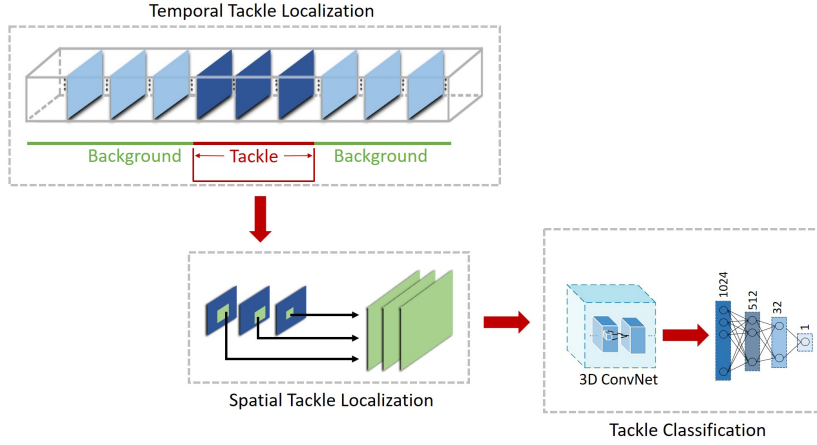 Temporal Tackle Localization
Background
Tackle
Background
Spatial Tackle Localization
3D ConvNet
1024
512
32
1
Tackle Classification